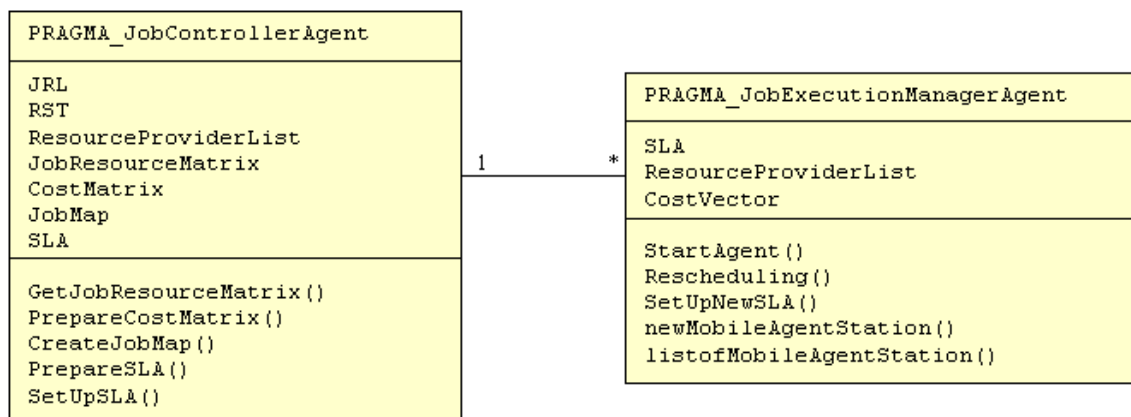 PRAGMA_JobControllerAgent
JRL
RST
ResourceProviderList
JobResourceMatrix
CostMatrix
JobMap
SLA
GetJobResourceMatrix()
PrepareCostMatrix()
CreateJobMap()
PrepareSLA()
SetUpSLA()
1
*
PRAGMA_JobExecutionManagerAgent
SLA
ResourceProviderList
CostVector
StartAgent()
Rescheduling()
SetUpNewSLA()
newMobileAgentStation()
listofMobileAgentStation()